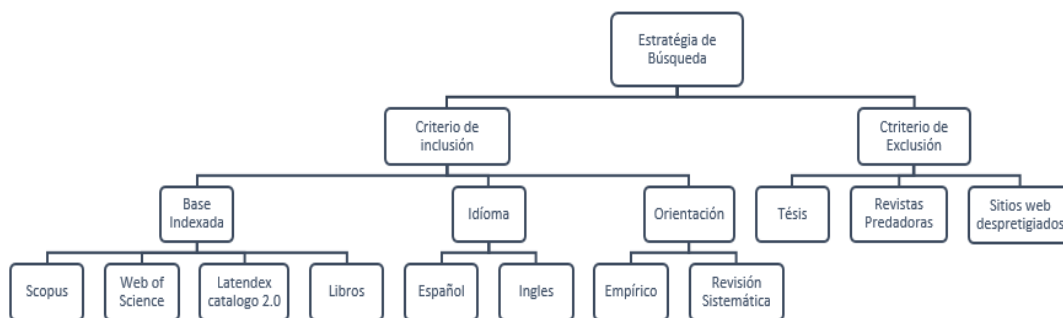 Estratégia de
Búsqueda
Criterio de
inclusión
Ctriterio de
Exclusión
Base
Indexada
Idíoma
Orientación
Tésis
Revistas
Predadoras
Sitios web
despretigiados
Scopus
Web of
Science
Latendex
catalogo 2.0
Libros
Español
Ingles
Empírico
Revisión
Sistemática